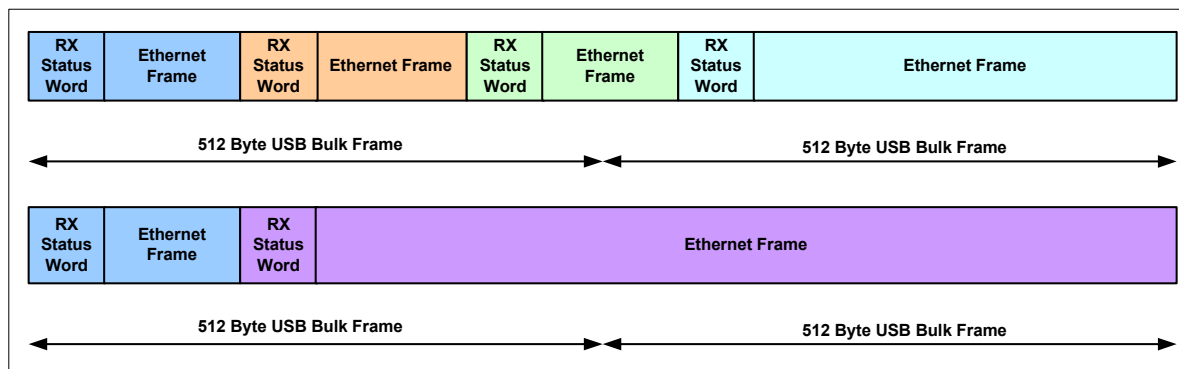 RX
Status
Word
Ethernet
Frame
RX
Status
Word
Ethernet Frame
RX
Status
Word
Ethernet
Frame
RX
Status
Word
Ethernet Frame
512 Byte USB Bulk Frame
512 Byte USB Bulk Frame
RX
Status
Word
Ethernet
Frame
RX
Status
Word
Ethernet Frame
512 Byte USB Bulk Frame
512 Byte USB Bulk Frame